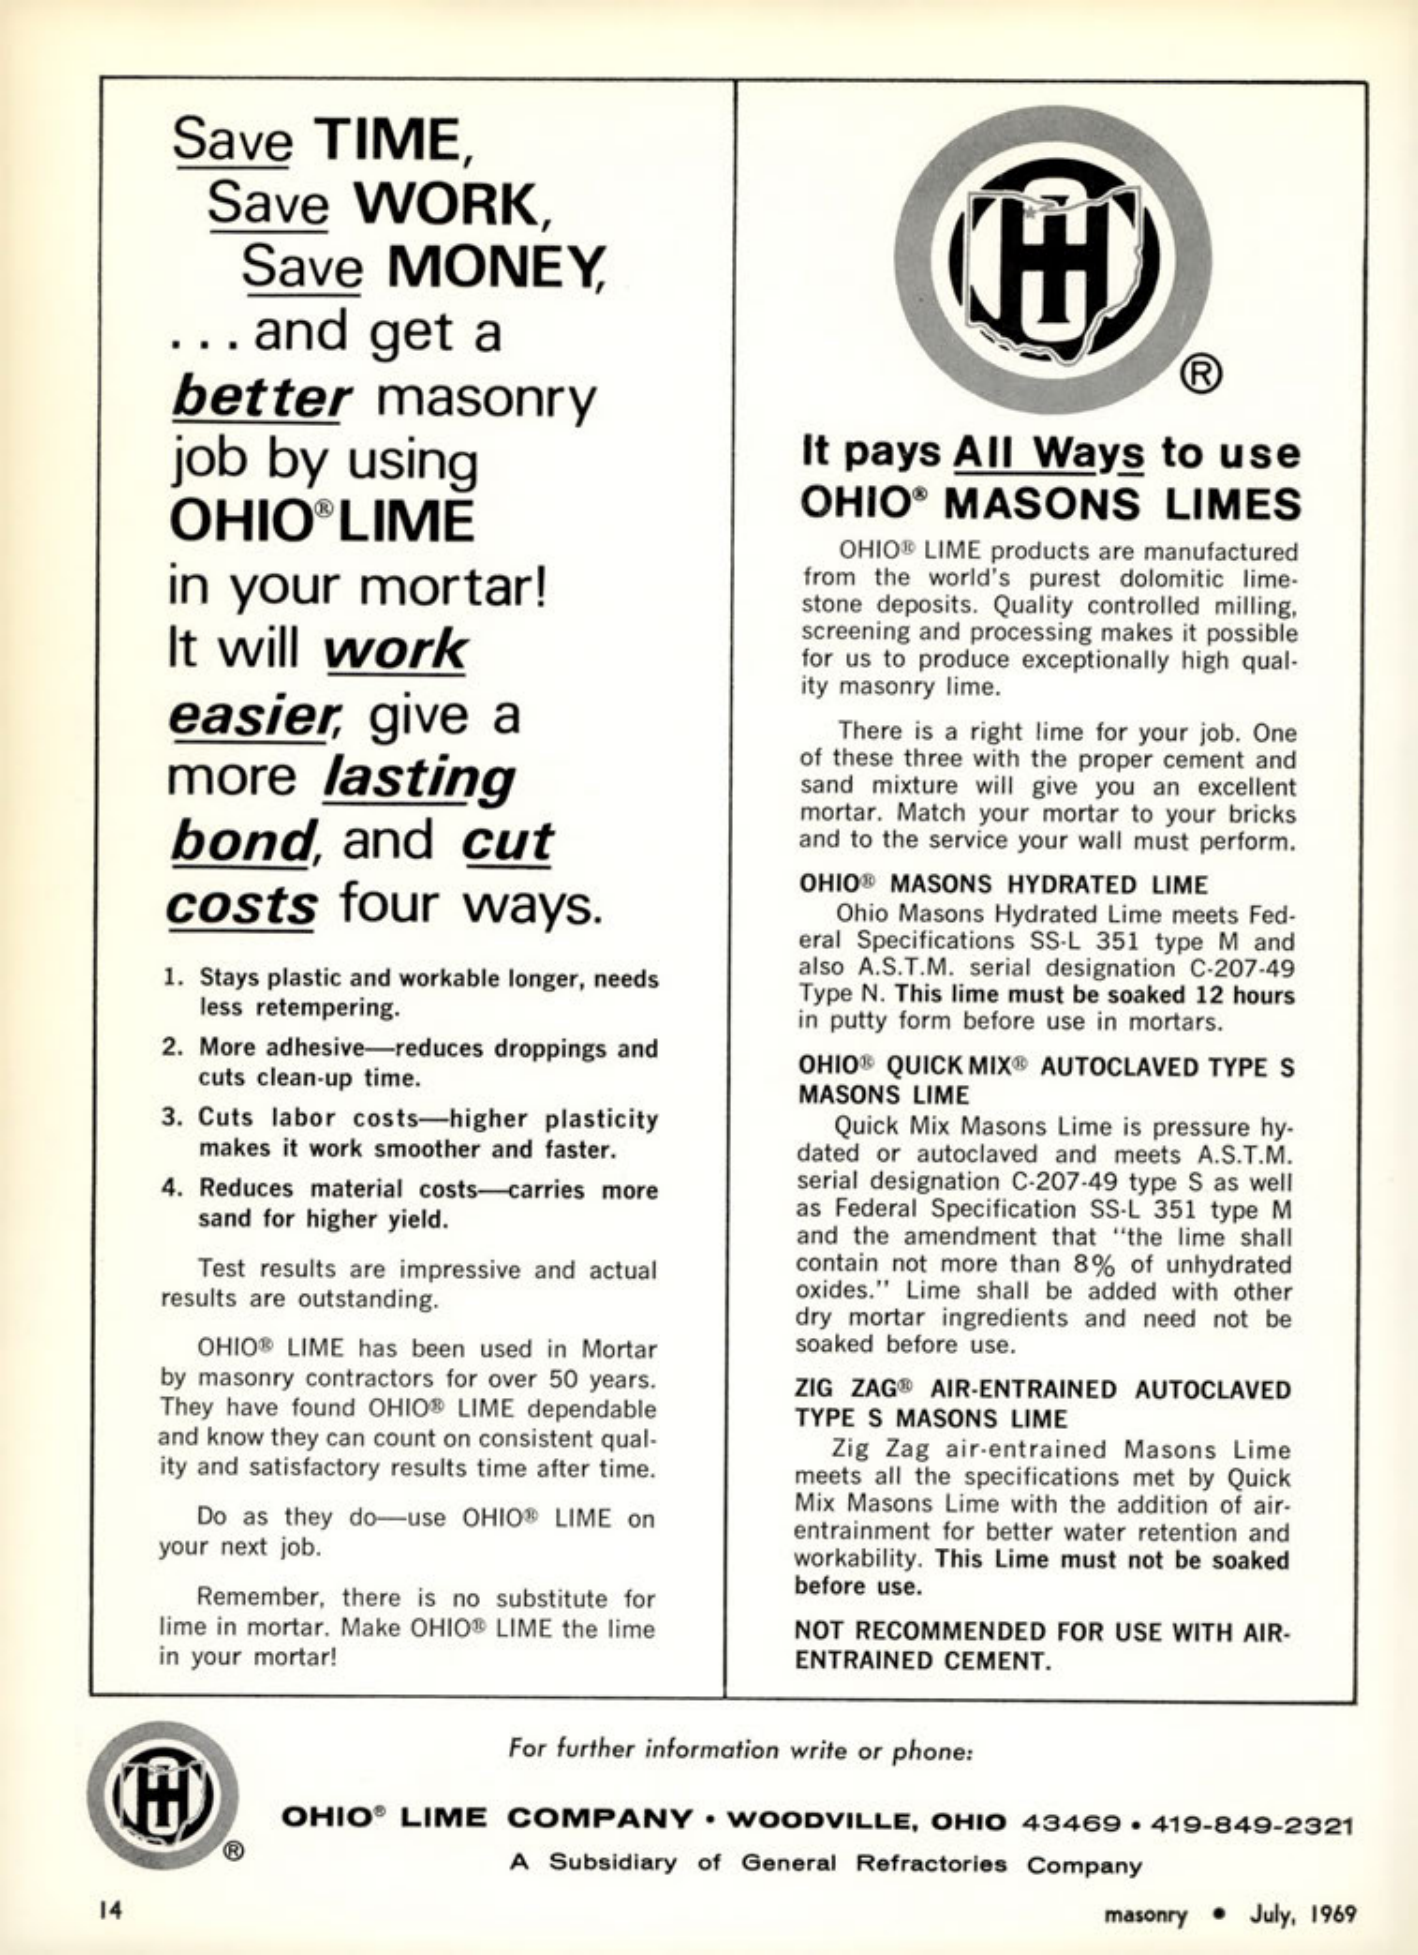 Save TIME,
Save WORK,
Save MONEY,
...and get a
better masonry
job by using
OHIO® LIME
in your mortar!
It will work
easier, give a
more lasting
bond, and cut
costs four ways.
1. Stays plastic and workable longer, needs
less retempering.
2. More adhesive—reduces droppings and
cuts clean-up time.
3. Cuts labor costs—higher plasticity
makes it work smoother and faster.
4. Reduces material costs—carries more
sand for higher yield.
Test results are impressive and actual
results are outstanding.
OHIO® LIME has been used in Mortar
by masonry contractors for over 50 years.
They have found OHIO® LIME dependable
and know they can count on consistent qual-
ity and satisfactory results time after time.
Do as they do—use OHIO® LIME on
your next job.
Remember, there is no substitute for
lime in mortar. Make OHIO® LIME the lime
in your mortar!
®
It pays All Ways to use
OHIO® MASONS LIMES
OHIO® LIME products are manufactured
from the world's purest dolomitic lime-
stone deposits. Quality controlled milling,
screening and processing makes it possible
for us to produce exceptionally high qual-
ity masonry lime.
There is a right lime for your job. One
of these three with the proper cement and
sand mixture will give you an excellent
mortar. Match your mortar to your bricks
and to the service your wall must perform.
OHIO® MASONS HYDRATED LIME
Ohio Masons Hydrated Lime meets Fed-
eral Specifications SS-L 351 type M and
also A.S.T.M. serial designation C-207-49
Type N. This lime must be soaked 12 hours
in putty form before use in mortars.
OHIO® QUICK MIX® AUTOCLAVED TYPE S
MASONS LIME
Quick Mix Masons Lime is pressure hy-
dated or autoclaved and meets A.S.T.M.
serial designation C-207-49 type S as well
as Federal Specification SS-L 351 type M
and the amendment that "the lime shall
contain not more than 8% of unhydrated
oxides." Lime shall be added with other
dry mortar ingredients and need not be
soaked before use.
ZIG ZAG® AIR-ENTRAINED AUTOCLAVED
TYPE S MASONS LIME
Zig Zag air-entrained Masons Lime
meets all the specifications met by Quick
Mix Masons Lime with the addition of air-
entrainment for better water retention and
workability. This Lime must not be soaked
before use.
NOT RECOMMENDED FOR USE WITH AIR-
ENTRAINED CEMENT.
®
For further information write or phone:
OHIO® LIME COMPANY • WOODVILLE, OHIO 43469 • 419-849-2321
A Subsidiary of General Refractories Company
14
masonry • July, 1969